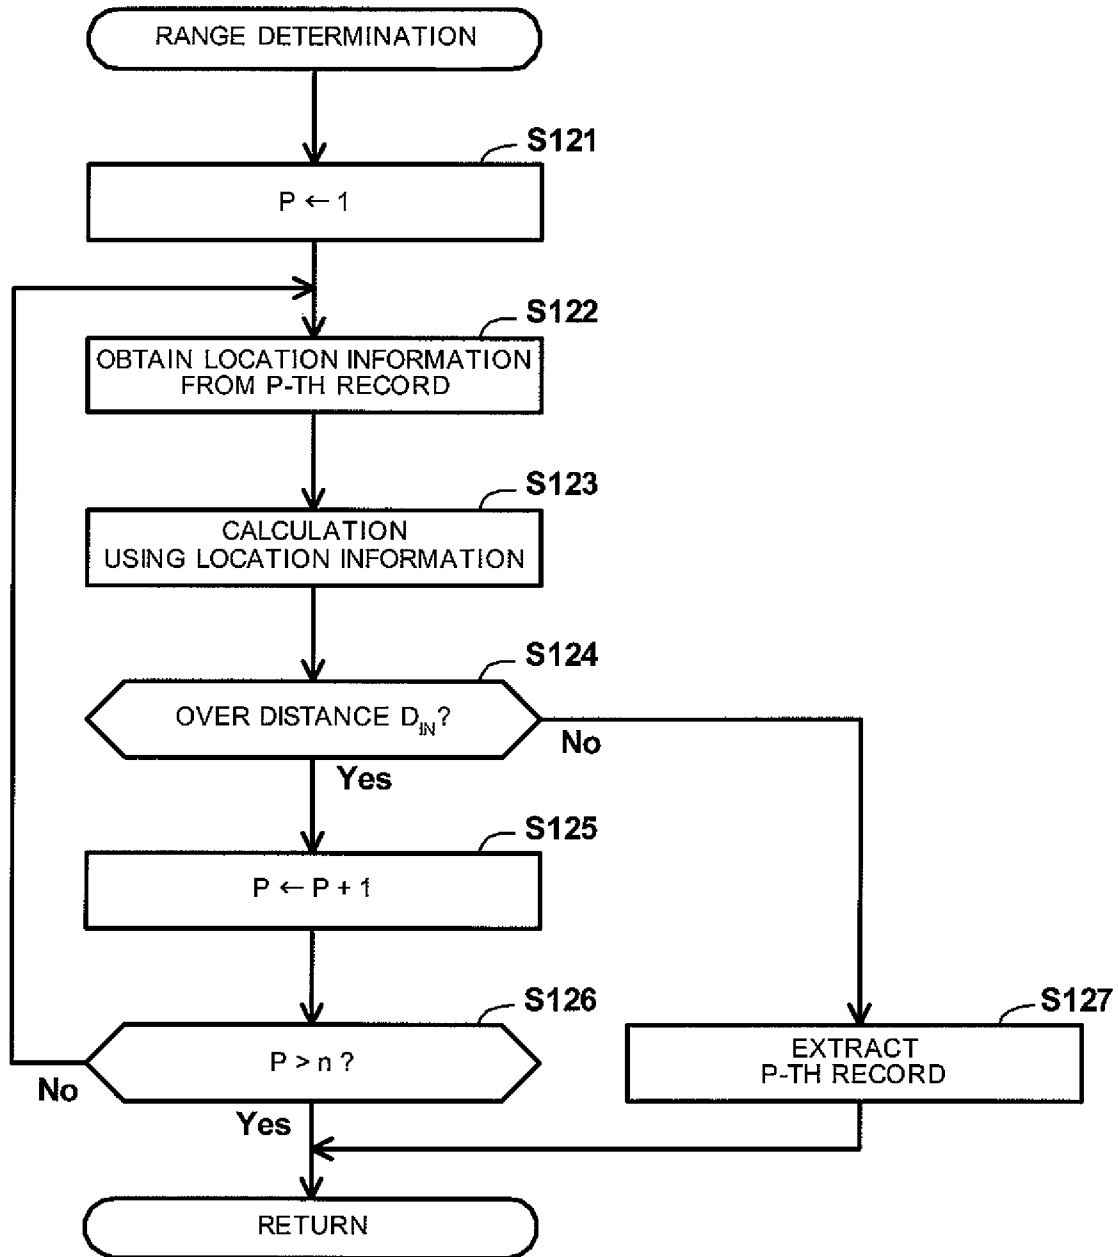 RANGE DETERMINATION
S121
P ← 1
S122
OBTAIN LOCATION INFORMATION
FROM P-TH RECORD
S123
CALCULATION
USING LOCATION INFORMATION
S124
OVER DISTANCE D_IN?
No
Yes
S125
P ← P + 1
S126
P > n ?
No
Yes
S127
EXTRACT
P-TH RECORD
RETURN